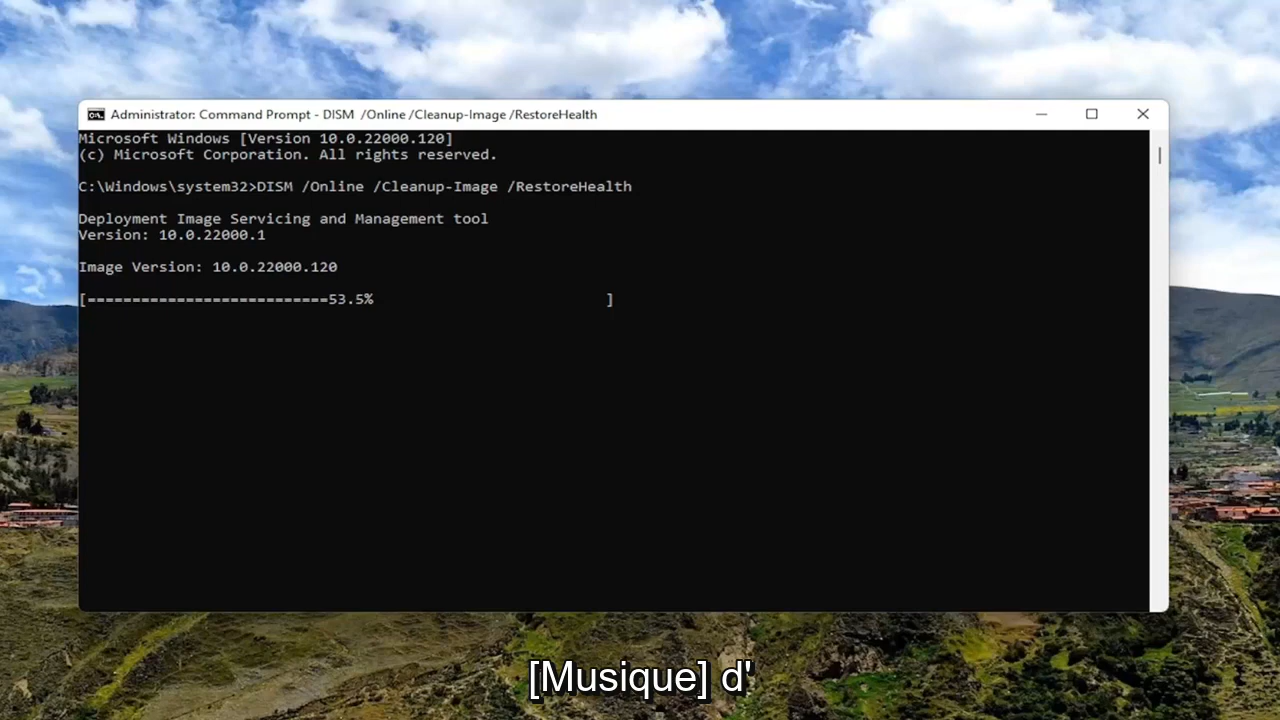 Administrator: Command Prompt - DISM  /Online /Cleanup-Image /RestoreHealth
Microsoft Windows [Version 10.0.22000.120]
(c) Microsoft Corporation. All rights reserved.
C:\Windows\system32>DISM /Online /Cleanup-Image /RestoreHealth
Deployment Image Servicing and Management tool
Version: 10.0.22000.1
Image Version: 10.0.22000.120
[===========================53.5%                          ]
[Musique] d'